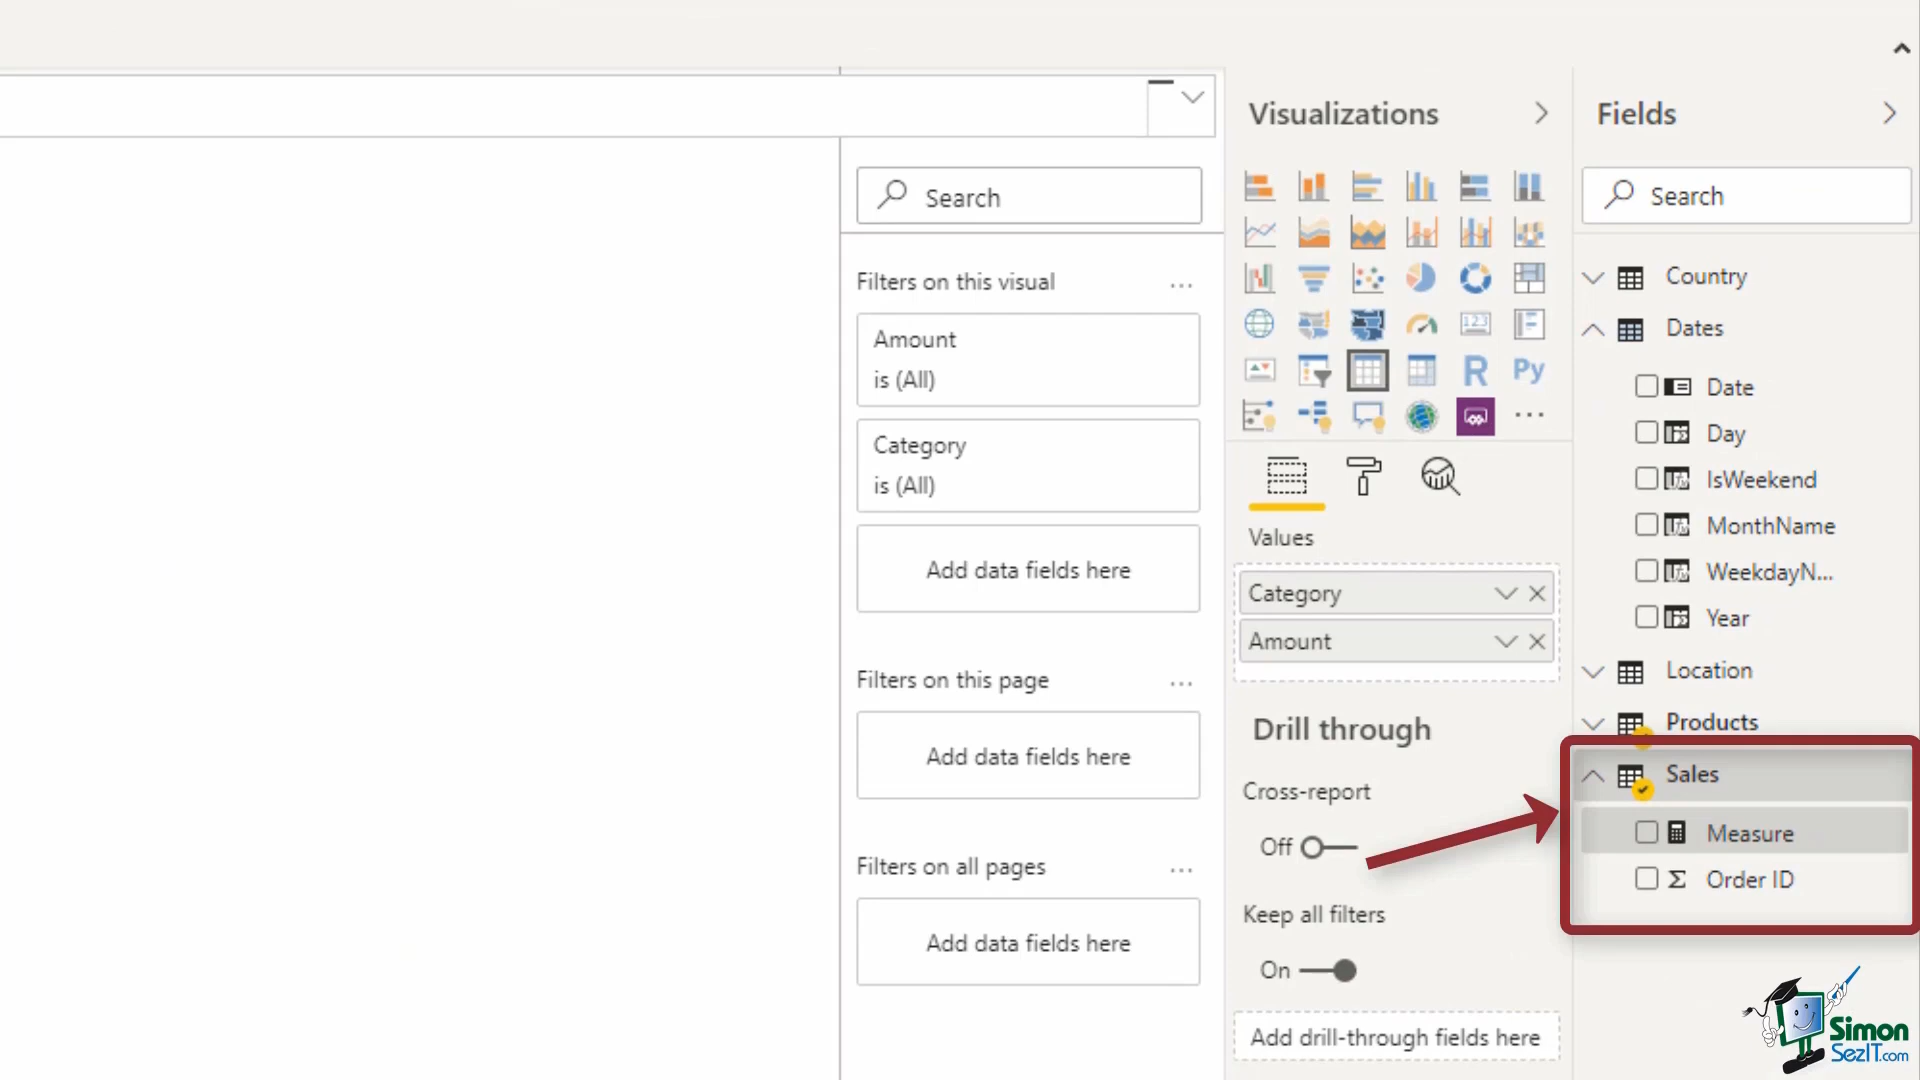 Search
Filters on this visual
...
Amount
is (All)
Category
is (All)
Add data fields here
Filters on this page
...
Add data fields here
Filters on all pages
...
Add data fields here
Visualizations
123
R
Py
...
Values
Category
Amount
Drill through
Cross-report
Off
Keep all filters
On
Add drill-through fields here
Fields
Search
Country
Dates
Date
Day
IsWeekend
MonthName
WeekdayN...
Year
Location
Products
Sales
Measure
Σ Order ID
Simon
SezIT.com